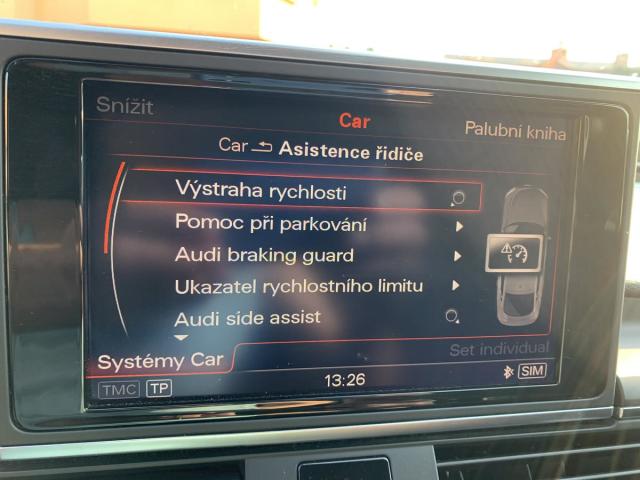 Snížit
Car
Palubní kniha
Car Asistence řidiče
Výstraha rychlosti
Pomoc při parkování
Audi braking guard
Ukazatel rychlostního limitu
Audi side assist
Systémy Car
Set individual
TMC TP
13:26
SIM